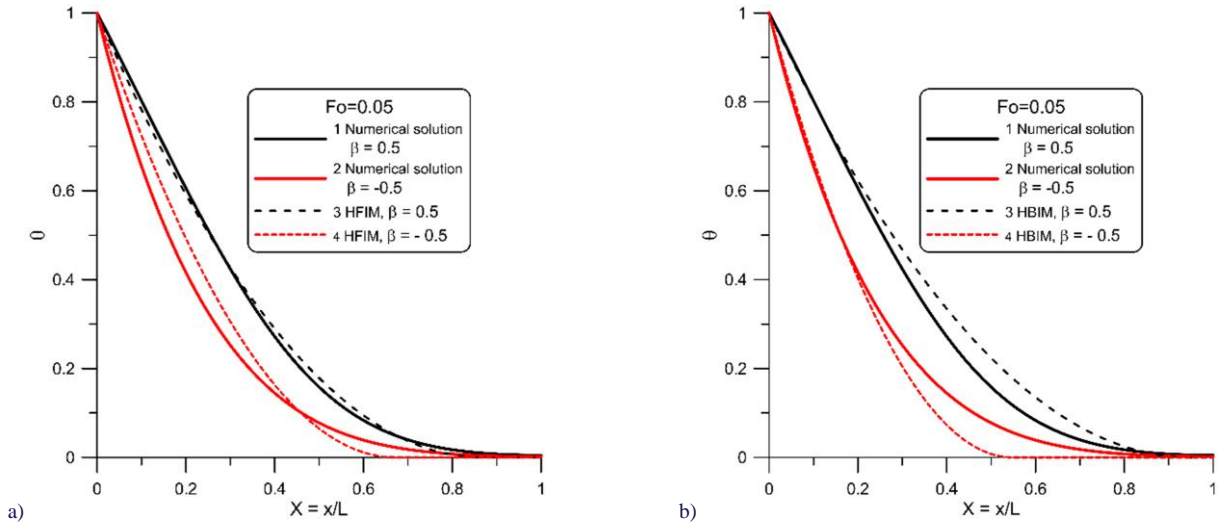 1
0.8
0.6
0.4
0.2
0
θ
0 0.2 0.4 0.6 0.8 1
X = x/L
Fo=0.05
1 Numerical solution
β = 0.5
2 Numerical solution
β = -0.5
3 HFIM, β = 0.5
4 HFIM, β = - 0.5
a)
1
0.8
0.6
0.4
0.2
0
θ
0 0.2 0.4 0.6 0.8 1
X = x/L
Fo=0.05
1 Numerical solution
β = 0.5
2 Numerical solution
β = -0.5
3 HBIM, β = 0.5
4 HBIM, β = - 0.5
b)